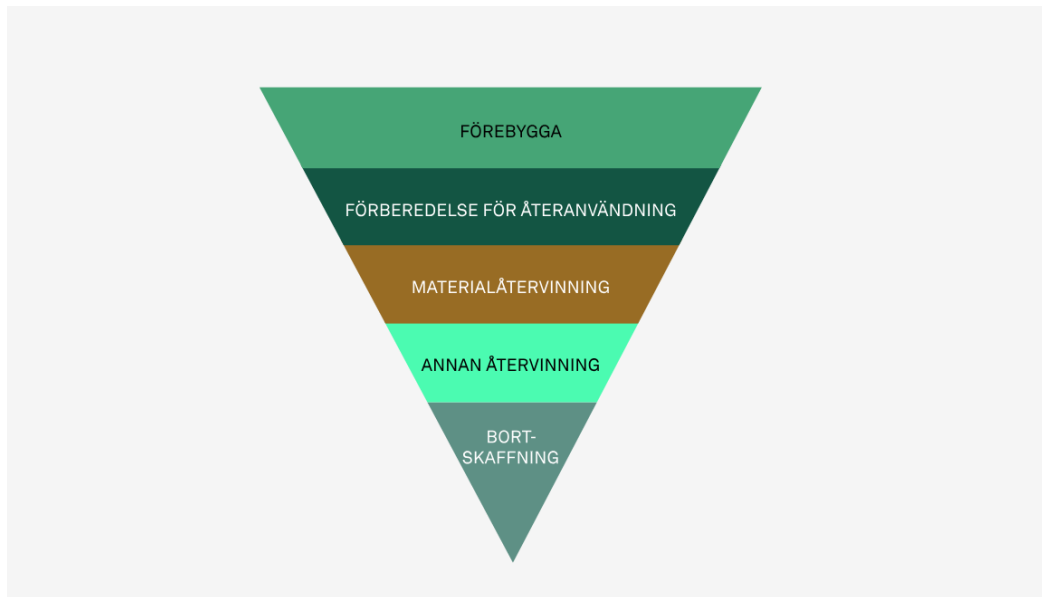 FÖREBYGGA
FÖRBEREDELSE FÖR ÅTERANVÄNDNING
MATERIALÅTERVINNING
ANNAN ÅTERVINNING
BORT-
SKAFFNING